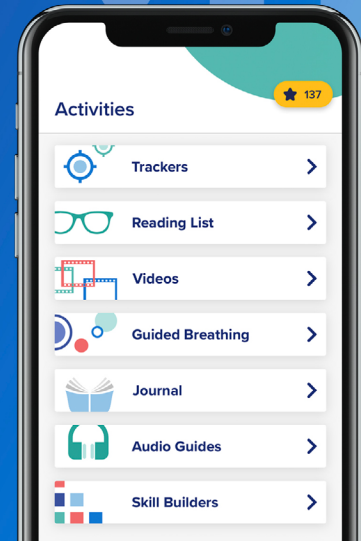 137
Activities
Trackers
Reading List
Videos
Guided Breathing
Journal
Audio Guides
Skill Builders